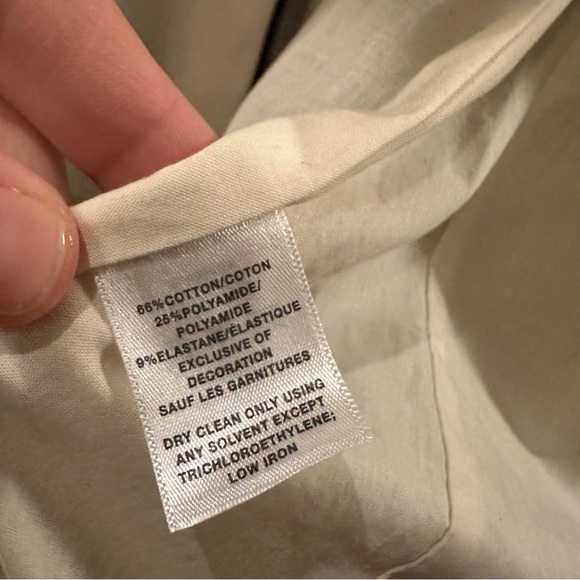 66%COTTON/COTON
25%POLYAMIDE/
POLYAMIDE
9%ELASTANE/ÉLASTIQUE
EXCLUSIVE OF
DECORATION
SAUF LES GARNITURES
DRY CLEAN ONLY USING
ANY SOLVENT EXCEPT
TRICHLOROETHYLENE;
LOW IRON